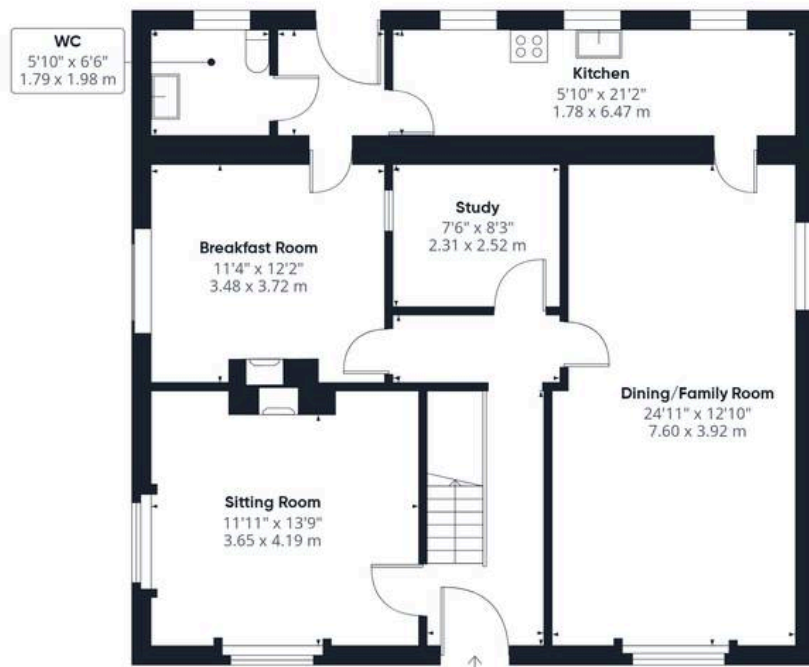 WC
5'10" x 6'6"
1.79 x 1.98 m
Kitchen
5'10" x 21'2"
1.78 x 6.47 m
Study
7'6" x 8'3"
2.31 x 2.52 m
Breakfast Room
11'4" x 12'2"
3.48 x 3.72 m
Dining/Family Room
24'11" x 12'10"
7.60 x 3.92 m
Sitting Room
11'11" x 13'9"
3.65 x 4.19 m